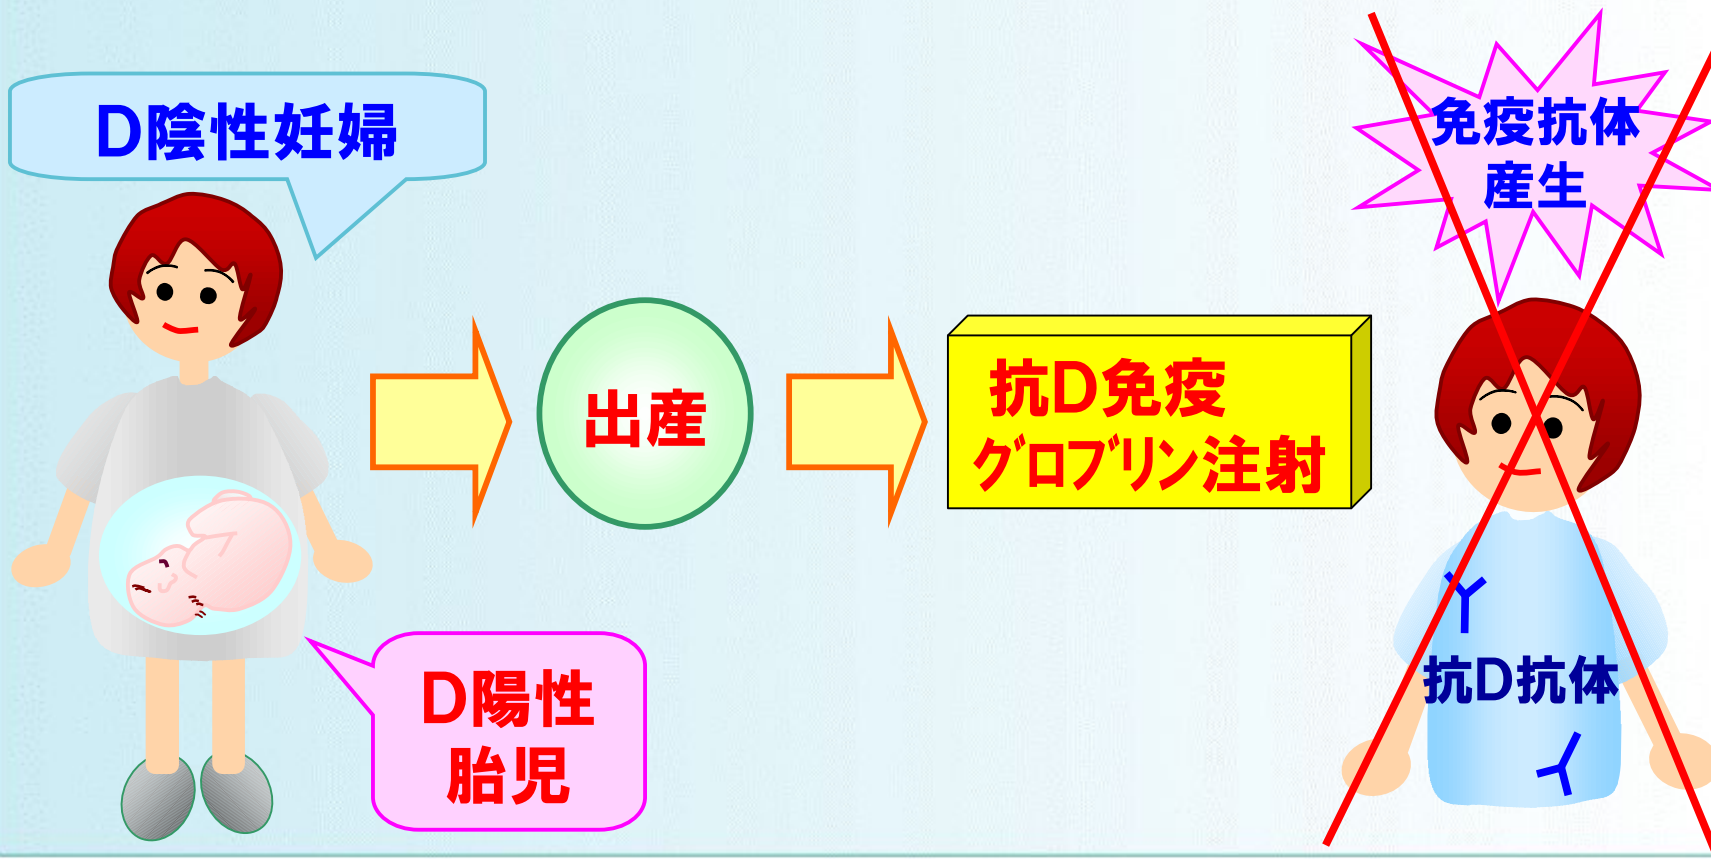 D陰性妊婦
D陽性
胎児
出産
抗D免疫
グロブリン注射
免疫抗体
産生
抗D抗体